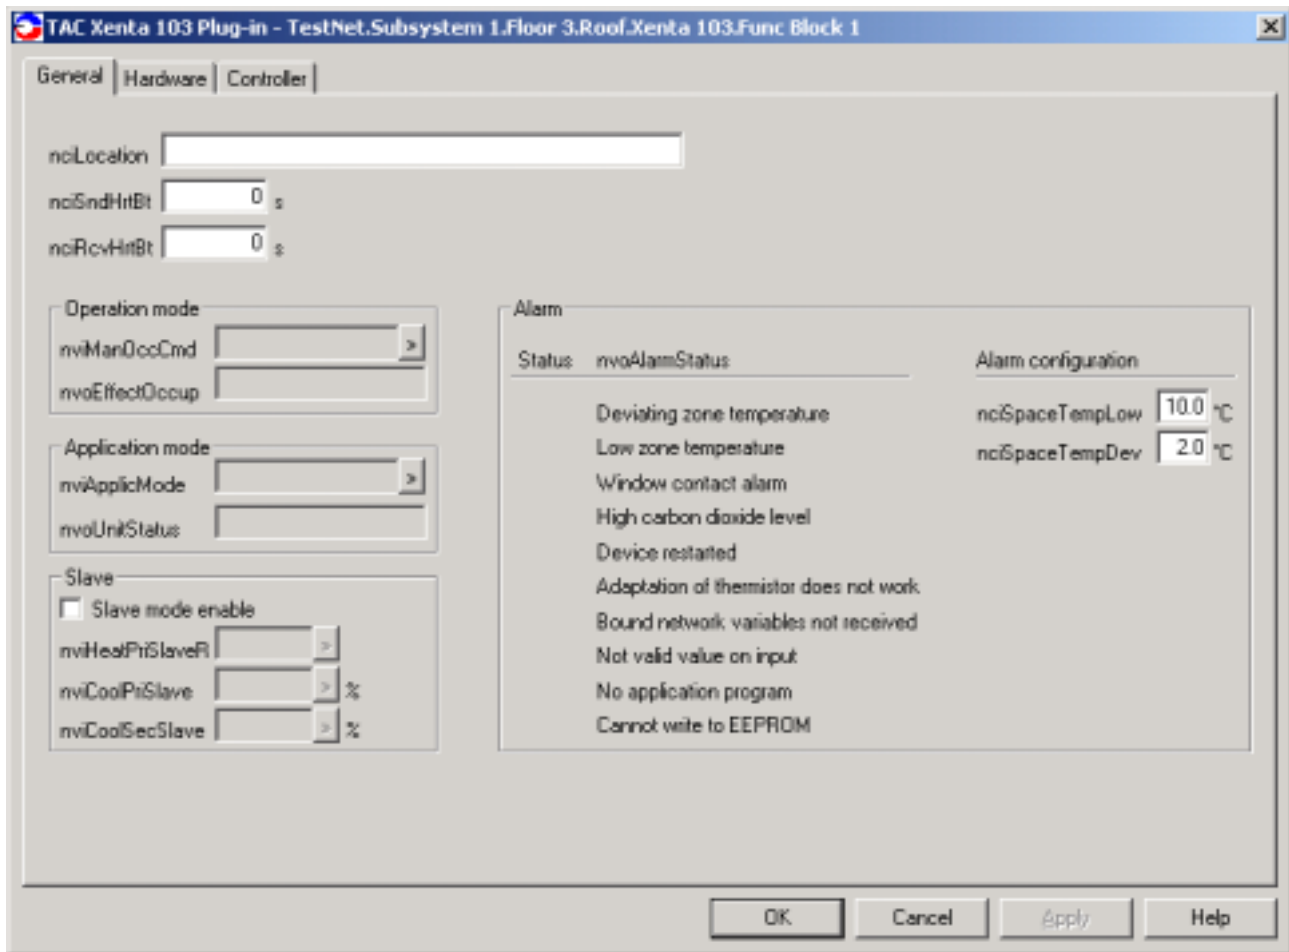 TAC Xenta 103 Plug-in - TestNet.Subsystem 1.Floor 3.Roof.Xenta 103.Func Block 1
General Hardware Controller
nciLocation
nciSndHrtBt 0 s
nciRcvHrtBt 0 s
Operation mode
nviManOccCmd »
nvoEffectOccup
Application mode
nviApplicMode »
nvoUnitStatus
Slave
Slave mode enable
nviHeatPriSlaveR »
nviCoolPriSlave » %
nviCoolSecSlave » %
Alarm
Status nvoAlarmStatus
Deviating zone temperature
Low zone temperature
Window contact alarm
High carbon dioxide level
Device restarted
Adaptation of thermistor does not work
Bound network variables not received
Not valid value on input
No application program
Cannot write to EEPROM
Alarm configuration
nciSpaceTempLow 10.0 °C
nciSpaceTempDev 2.0 °C
OK Cancel Apply Help